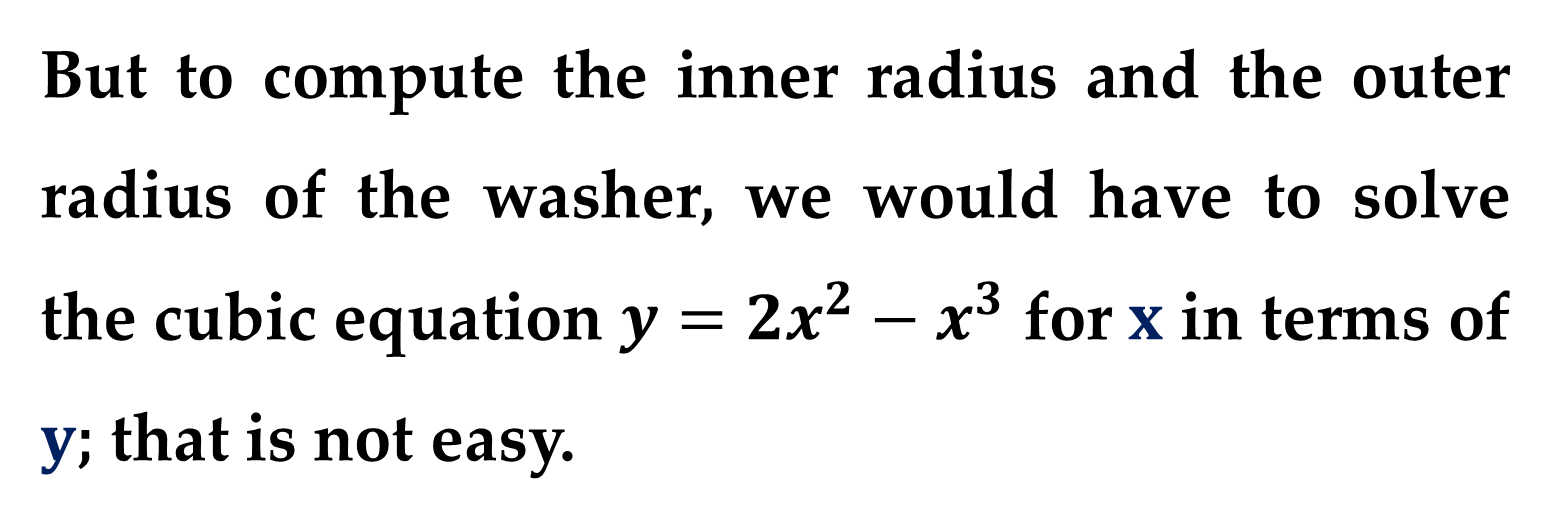 But to compute the inner radius and the outer
radius of the washer, we would have to solve
the cubic equation y = 2x² − x³ for x in terms of
y; that is not easy.